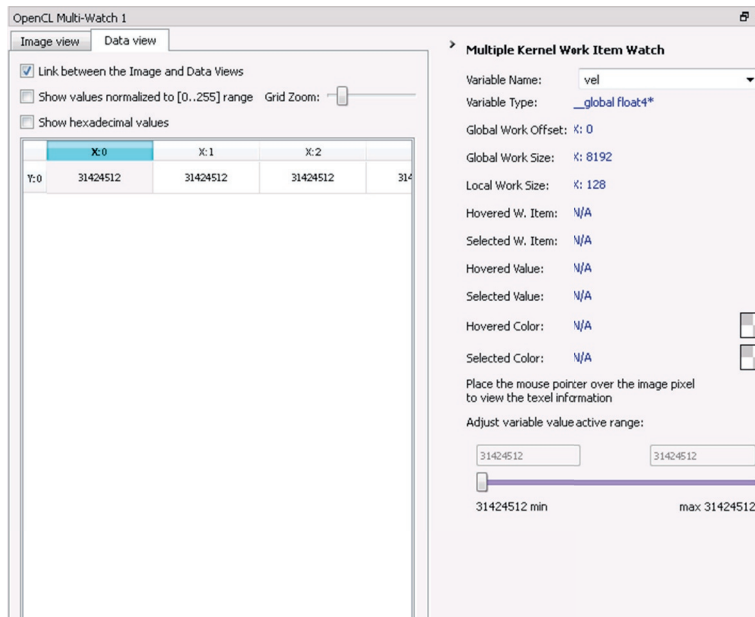 OpenCL Multi-Watch 1
Image view Data view
Link between the Image and Data Views
Show values normalized to [0..255] range Grid Zoom:
Show hexadecimal values
X:0 X:1 X:2
Y:0 31424512 31424512 31424512 314
Multiple Kernel Work Item Watch
Variable Name: vel
Variable Type: __global float4*
Global Work Offset: X: 0
Global Work Size: X: 8192
Local Work Size: X: 128
Hovered W. Item: N/A
Selected W. Item: N/A
Hovered Value: N/A
Selected Value: N/A
Hovered Color: N/A
Selected Color: N/A
Place the mouse pointer over the image pixel
to view the texel information
Adjust variable value active range:
31424512 31424512
31424512 min max 31424512